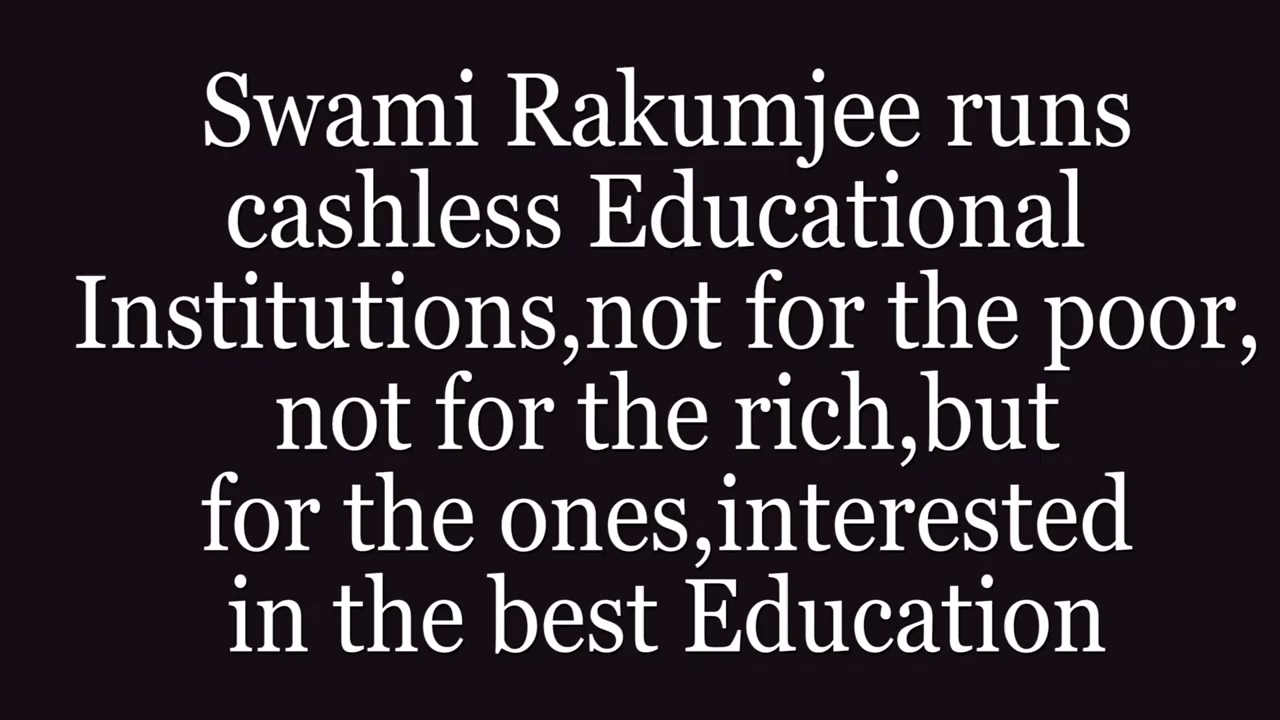 Swami Rakumjee runs
cashless Educational
Institutions,not for the poor,
not for the rich,but
for the ones,interested
in the best Education